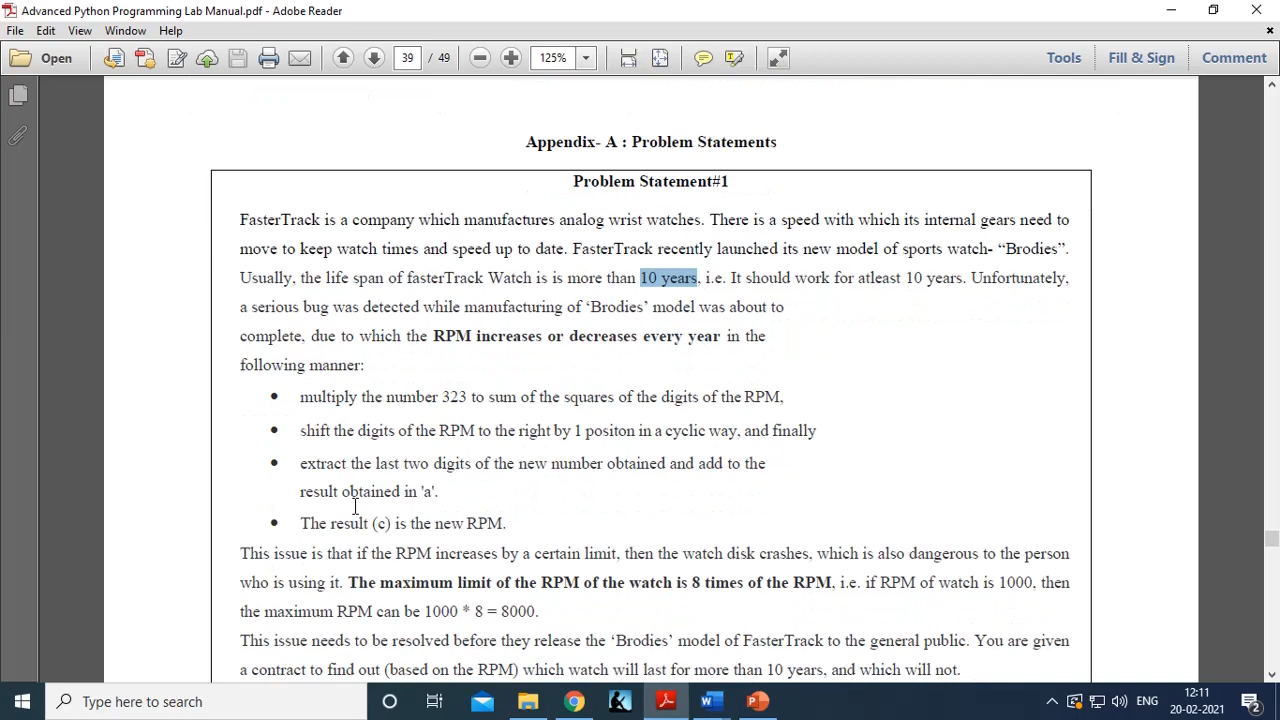 Advanced Python Programming Lab Manual.pdf - Adobe Reader
File Edit View Window Help
Open 39 / 49 125% Tools Fill & Sign Comment
Appendix- A : Problem Statements
Problem Statement#1
FasterTrack is a company which manufactures analog wrist watches. There is a speed with which its internal gears need to
move to keep watch times and speed up to date. FasterTrack recently launched its new model of sports watch- “Brodies”.
Usually, the life span of fasterTrack Watch is is more than 10 years, i.e. It should work for atleast 10 years. Unfortunately,
a serious bug was detected while manufacturing of ‘Brodies’ model was about to
complete, due to which the RPM increases or decreases every year in the
following manner:
• multiply the number 323 to sum of the squares of the digits of the RPM,
• shift the digits of the RPM to the right by 1 positon in a cyclic way, and finally
• extract the last two digits of the new number obtained and add to the
result obtained in 'a'.
• The result (c) is the new RPM.
This issue is that if the RPM increases by a certain limit, then the watch disk crashes, which is also dangerous to the person
who is using it. The maximum limit of the RPM of the watch is 8 times of the RPM, i.e. if RPM of watch is 1000, then
the maximum RPM can be 1000 * 8 = 8000.
This issue needs to be resolved before they release the ‘Brodies’ model of FasterTrack to the general public. You are given
a contract to find out (based on the RPM) which watch will last for more than 10 years, and which will not.
Type here to search
ENG
12:11
20-02-2021
2